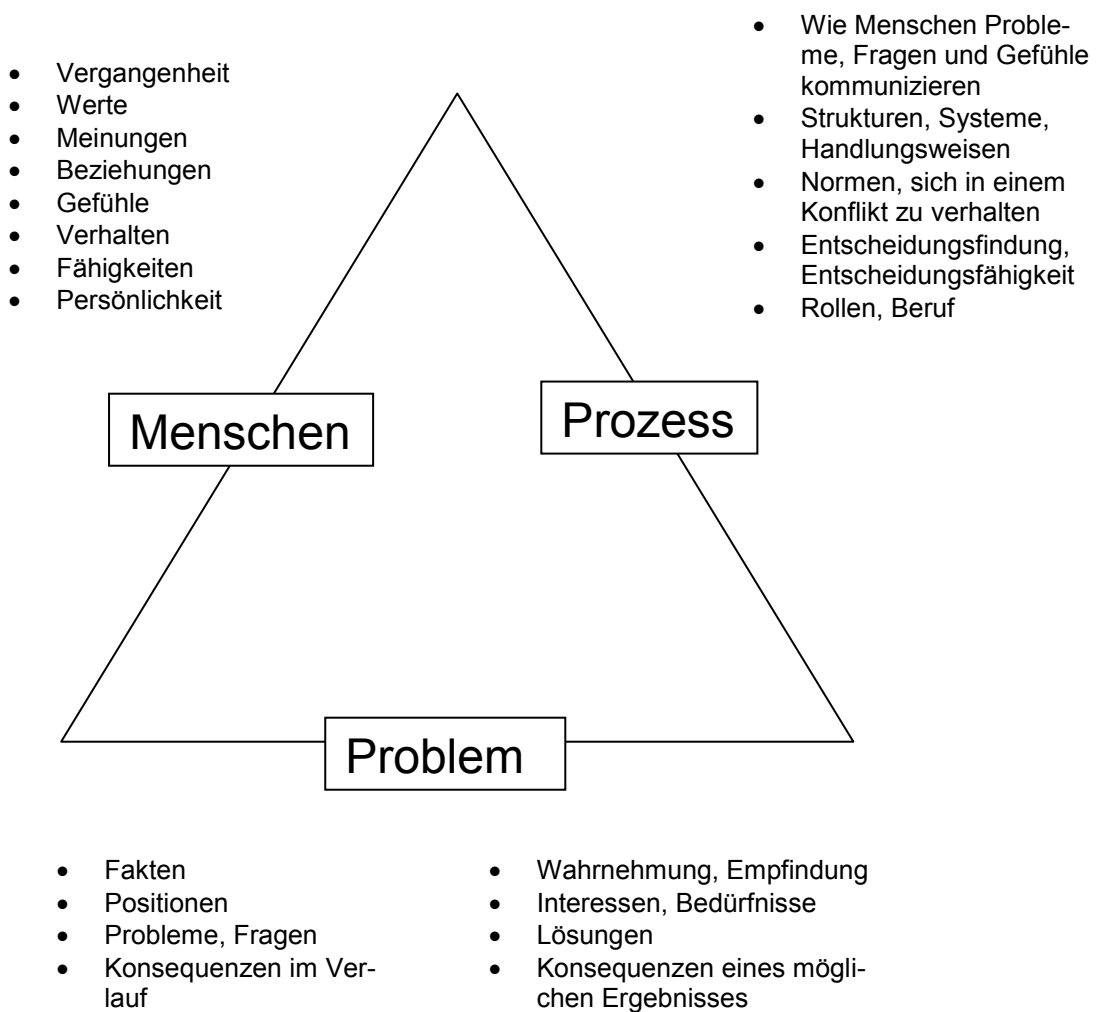 • Vergangenheit
• Werte
• Meinungen
• Beziehungen
• Gefühle
• Verhalten
• Fähigkeiten
• Persönlichkeit
• Wie Menschen Proble-
me, Fragen und Gefühle
kommunizieren
• Strukturen, Systeme,
Handlungsweisen
• Normen, sich in einem
Konflikt zu verhalten
• Entscheidungsfindung,
Entscheidungsfähigkeit
• Rollen, Beruf
Menschen
Prozess
Problem
• Fakten
• Positionen
• Probleme, Fragen
• Konsequenzen im Ver-
lauf
• Wahrnehmung, Empfindung
• Interessen, Bedürfnisse
• Lösungen
• Konsequenzen eines mögli-
chen Ergebnisses